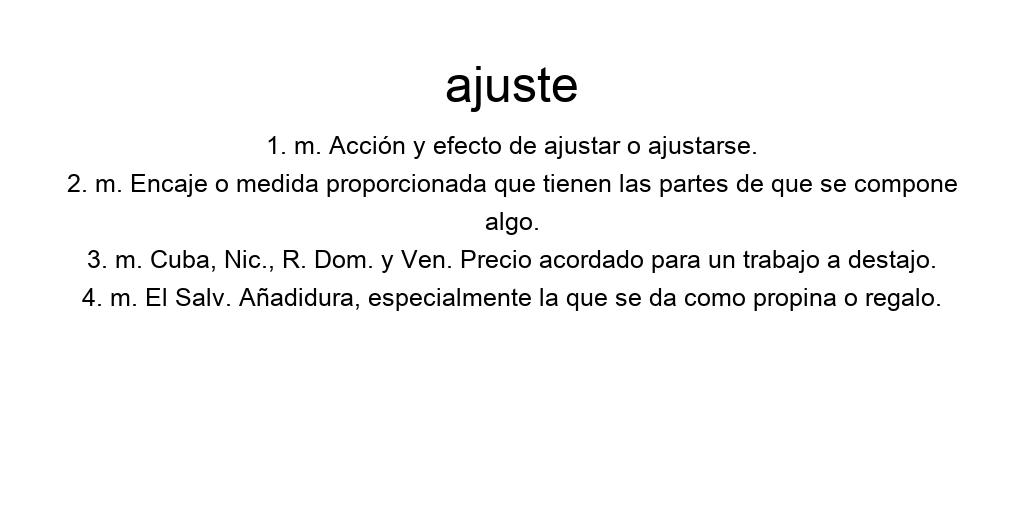 ajuste
1. m. Acción y efecto de ajustar o ajustarse.
2. m. Encaje o medida proporcionada que tienen las partes de que se compone
algo.
3. m. Cuba, Nic., R. Dom. y Ven. Precio acordado para un trabajo a destajo.
4. m. El Salv. Añadidura, especialmente la que se da como propina o regalo.